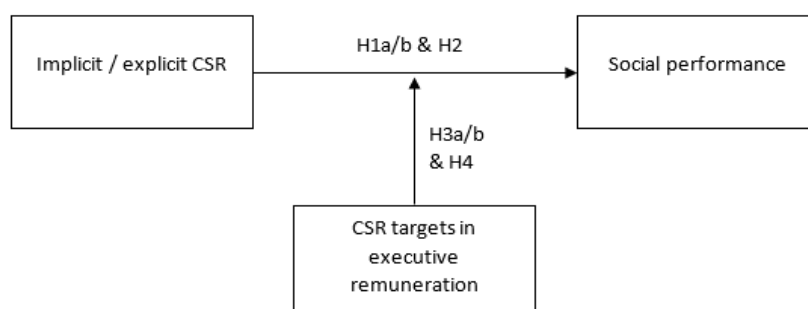 Implicit / explicit CSR
H1a/b & H2
Social performance
H3a/b
& H4
CSR targets in
executive
remuneration